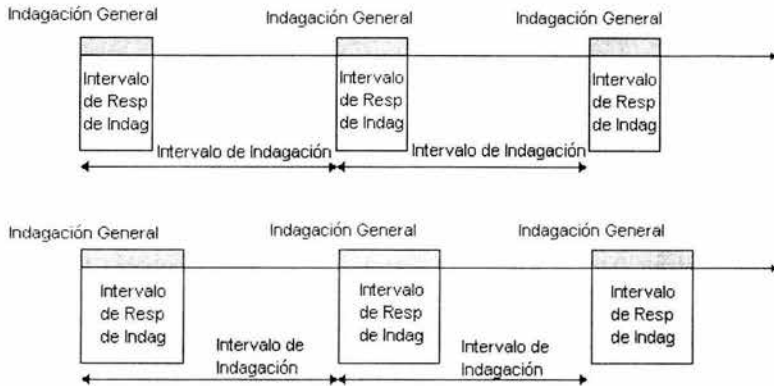 Indagación General Indagación General Indagación General
Intervalo
de Resp
de Indag
Intervalo
de Resp
de Indag
Intervalo
de Resp
de Indag
Intervalo de Indagación
Intervalo de Indagación
Indagación General Indagación General Indagación General
Intervalo
de Resp
de Indag
Intervalo
de Resp
de Indag
Intervalo
de Resp
de Indag
Intervalo de
Indagación
Intervalo de
Indagación